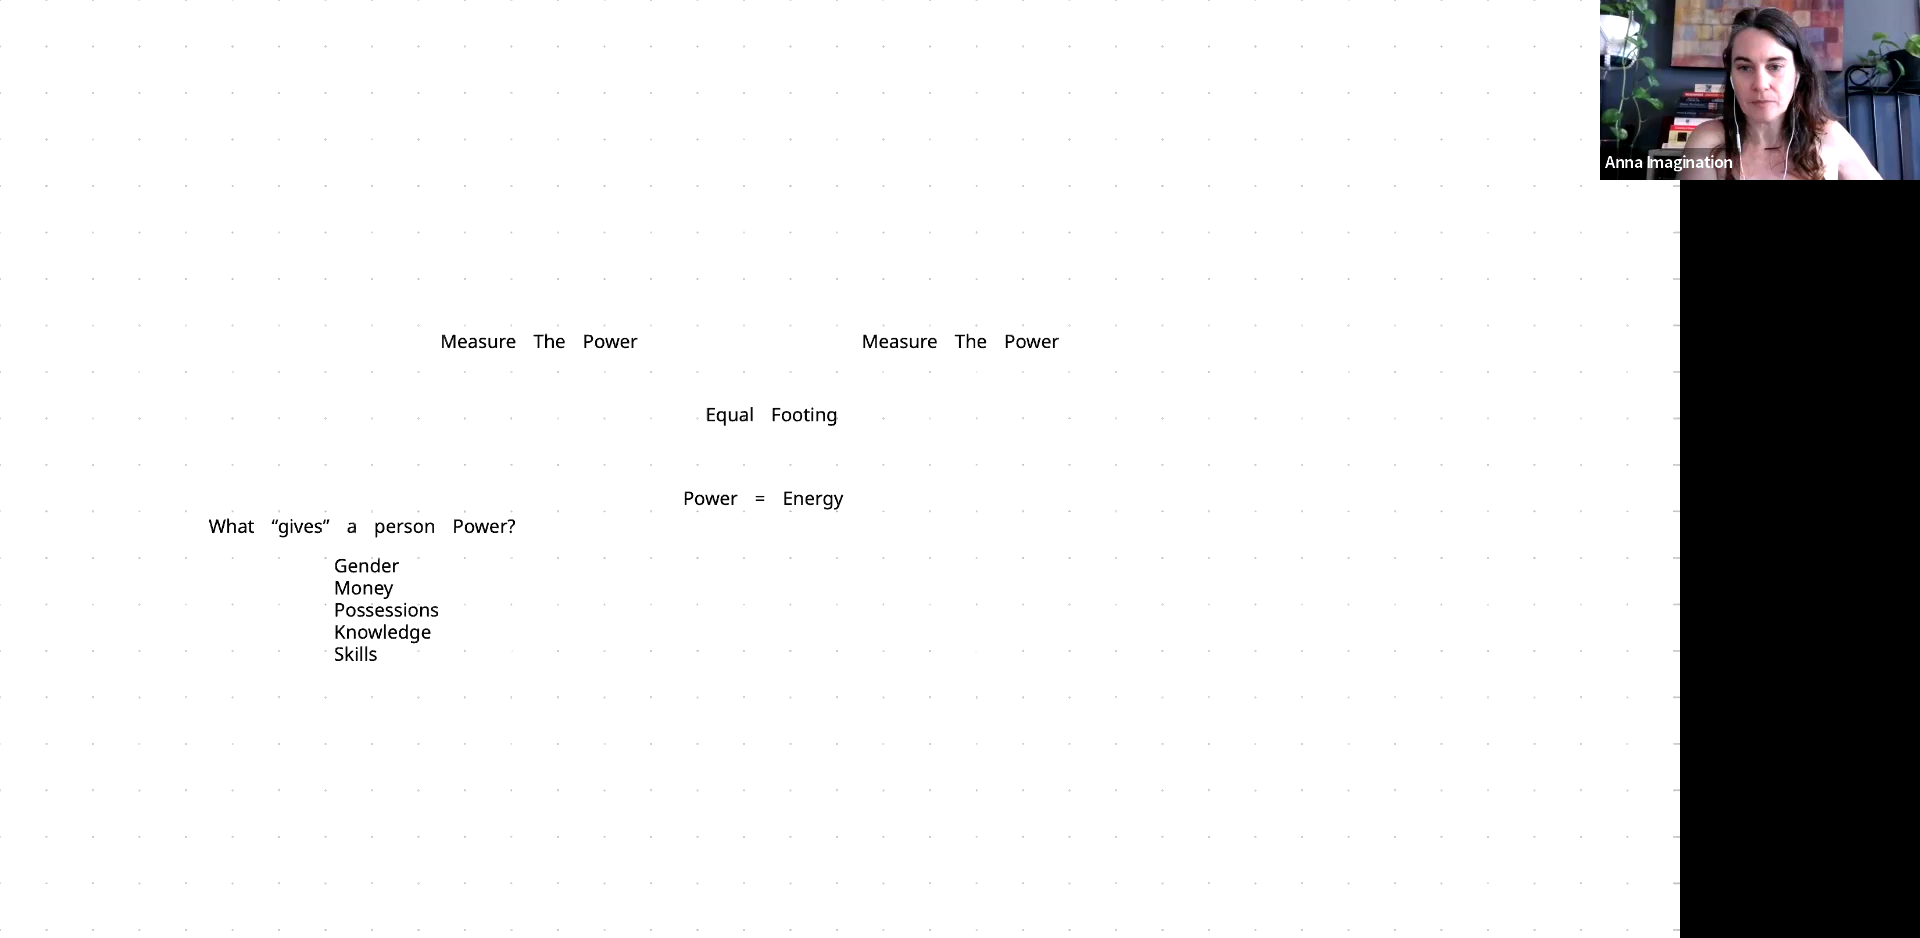 Anna Imagination
Measure The Power
Measure The Power
Equal Footing
Power = Energy
What “gives” a person Power?
Gender
Money
Possessions
Knowledge
Skills